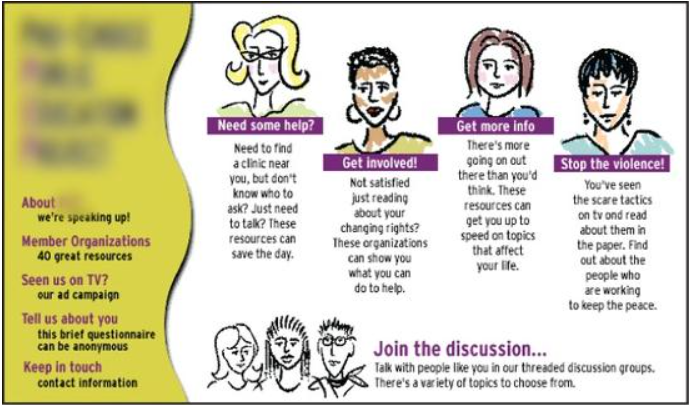 About
we're speaking up!
Member Organizations
40 great resources
Seen us on TV?
our ad campaign
Tell us about you
this brief questionnaire
can be anonymous
Keep in touch
contact information
Need some help?
Need to find
a clinic near
you, but don't
know who to
ask? Just need
to talk? These
resources can
save the day.
Get involved!
Not satisfied
just reading
about your
changing rights?
These organizations
can show you
what you can
do to help.
Get more info
There's more
going on out
there than you'd
think. These
resources can
get you up to
speed on topics
that affect
your life.
Stop the violence!
You've seen
the scare tactics
on tv ond read
about them in
the paper. Find
out about the
people who
are working
to keep the peace.
Join the discussion...
Talk with people like you in our threaded discussion groups.
There's a variety of topics to choose from.